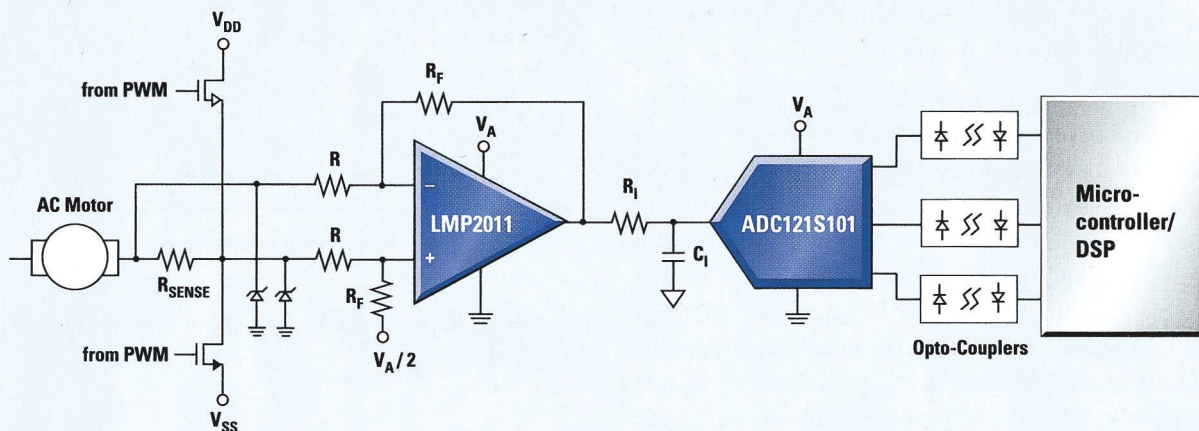 V_DD
from PWM
R_F
V_A
V_A
R
AC Motor
LMP2011
R_I
ADC121S101
Micro-
controller/
DSP
−
+
R_SENSE
R
R_F
C_I
from PWM
V_A/2
Opto-Couplers
V_SS